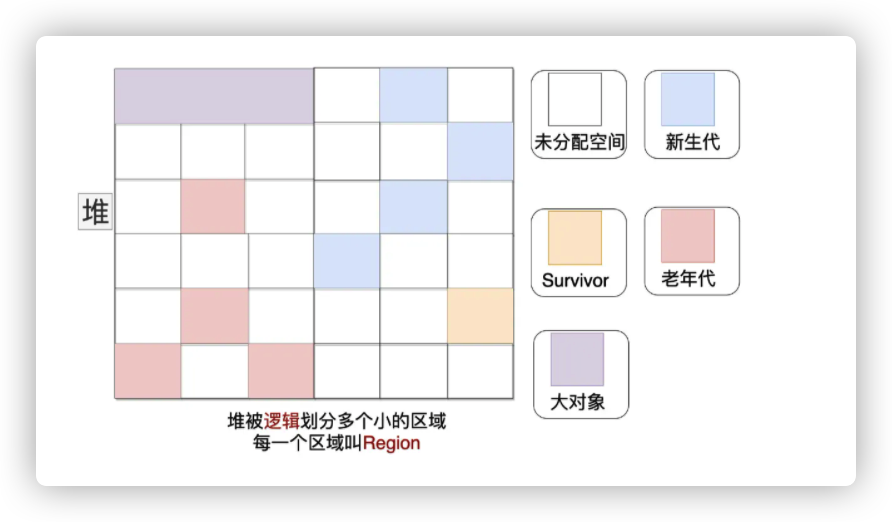 未分配空间
新生代
堆
Survivor
老年代
大对象
堆被逻辑划分多个小的区域
每一个区域叫Region